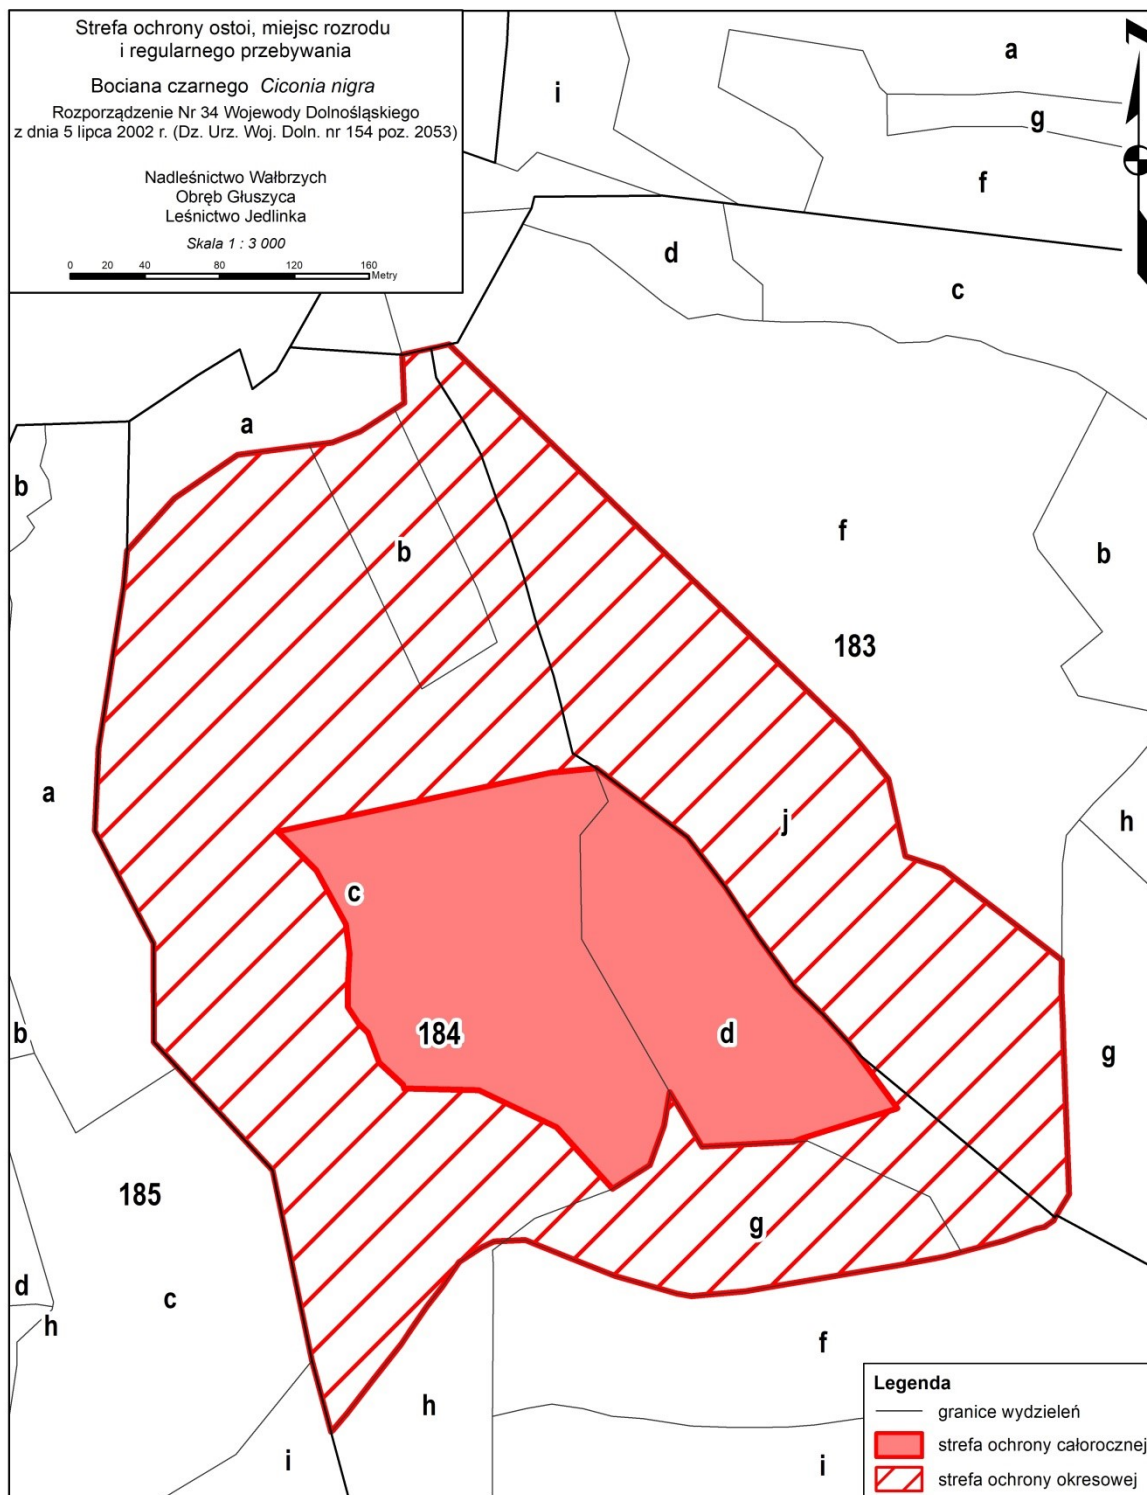 Strefa ochrony ostoi, miejsc rozrodu
i regularnego przebywania
Bociana czarnego Ciconia nigra
Rozporządzenie Nr 34 Wojewody Dolnośląskiego
z dnia 5 lipca 2002 r. (Dz. Urz. Woj. Doln. nr 154 poz. 2053)
Nadleśnictwo Wałbrzych
Obręb Głuszyca
Leśnictwo Jedlinka
Skala 1 : 3 000
0 20 40 80 120 160
Metry
a
i
g
f
d
c
a
b
f
b
b
183
a
j
h
c
b
184
d
g
185
g
d
c
h
f
h
i
i
Legenda
granice wydzieleń
strefa ochrony całorocznej
strefa ochrony okresowej